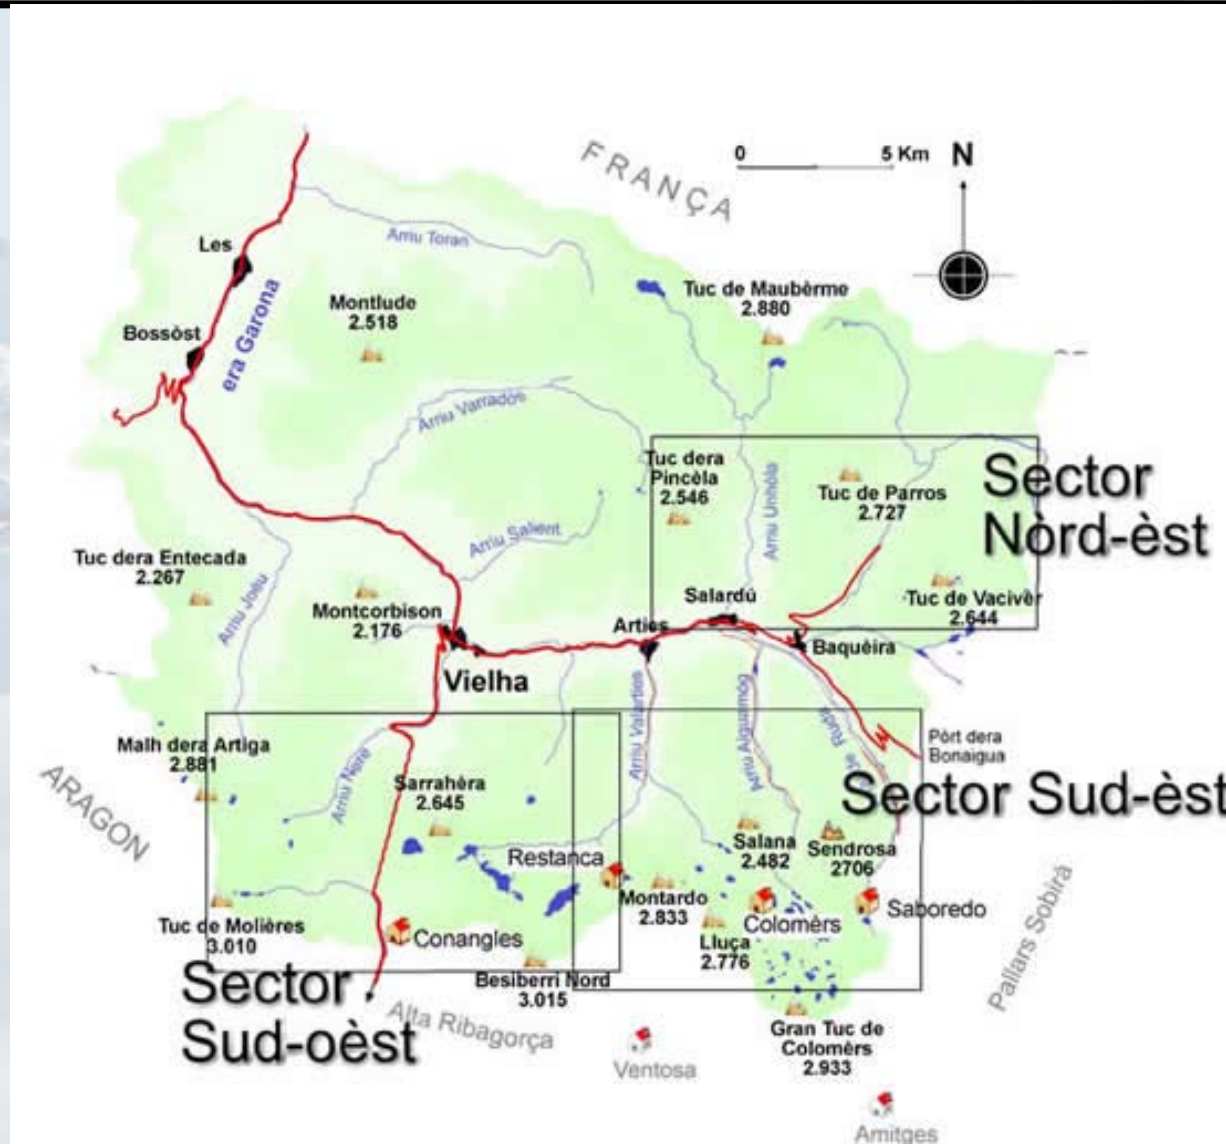 FRANÇA
0 5 Km
N
Arriu Toran
Les
Tuc de Maubèrme
2.880
Montlude
2.518
Bossòst
era Garona
Arriu Varradòs
Tuc dera
Pincèla
2.546
Tuc de Parros
2.727
Sector
Nòrd-èst
Arriu Unhòla
Arriu Salient
Tuc dera Entecada
2.267
Arriu Joèu
Montcorbison
2.176
Salardú
Tuc de Vacivèr
2.644
Arties
Baquèira
Vielha
Arriu Valarties
Arriu Aiguamòg
Pòrt dera
Bonaigua
Malh dera Artiga
2.881
ARAGON
Arriu Nere
Sarrahèra
2.645
Sector Sud-èst
Restanca
Salana
2.482
Sendrosa
2706
Montardo
2.833
Colomèrs
Saboredo
Tuc de Molières
3.010
Conangles
Lluça
2.776
Pallars Sobirà
Sector
Sud-oèst
Besiberri Nord
3.015
Alta Ribagorça
Gran Tuc de
Colomèrs
2.933
Ventosa
Amitges